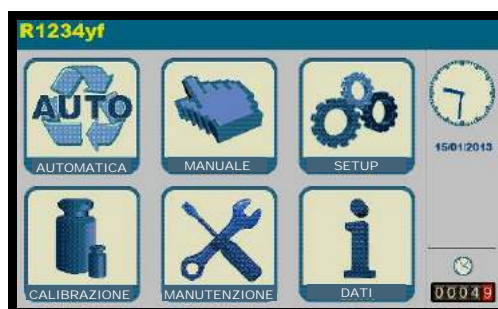 R1234yf
AUTO
AUTOMATICA
MANUALE
SETUP
15/01/2013
CALIBRAZIONE
MANUTENZIONE
DATI
00049